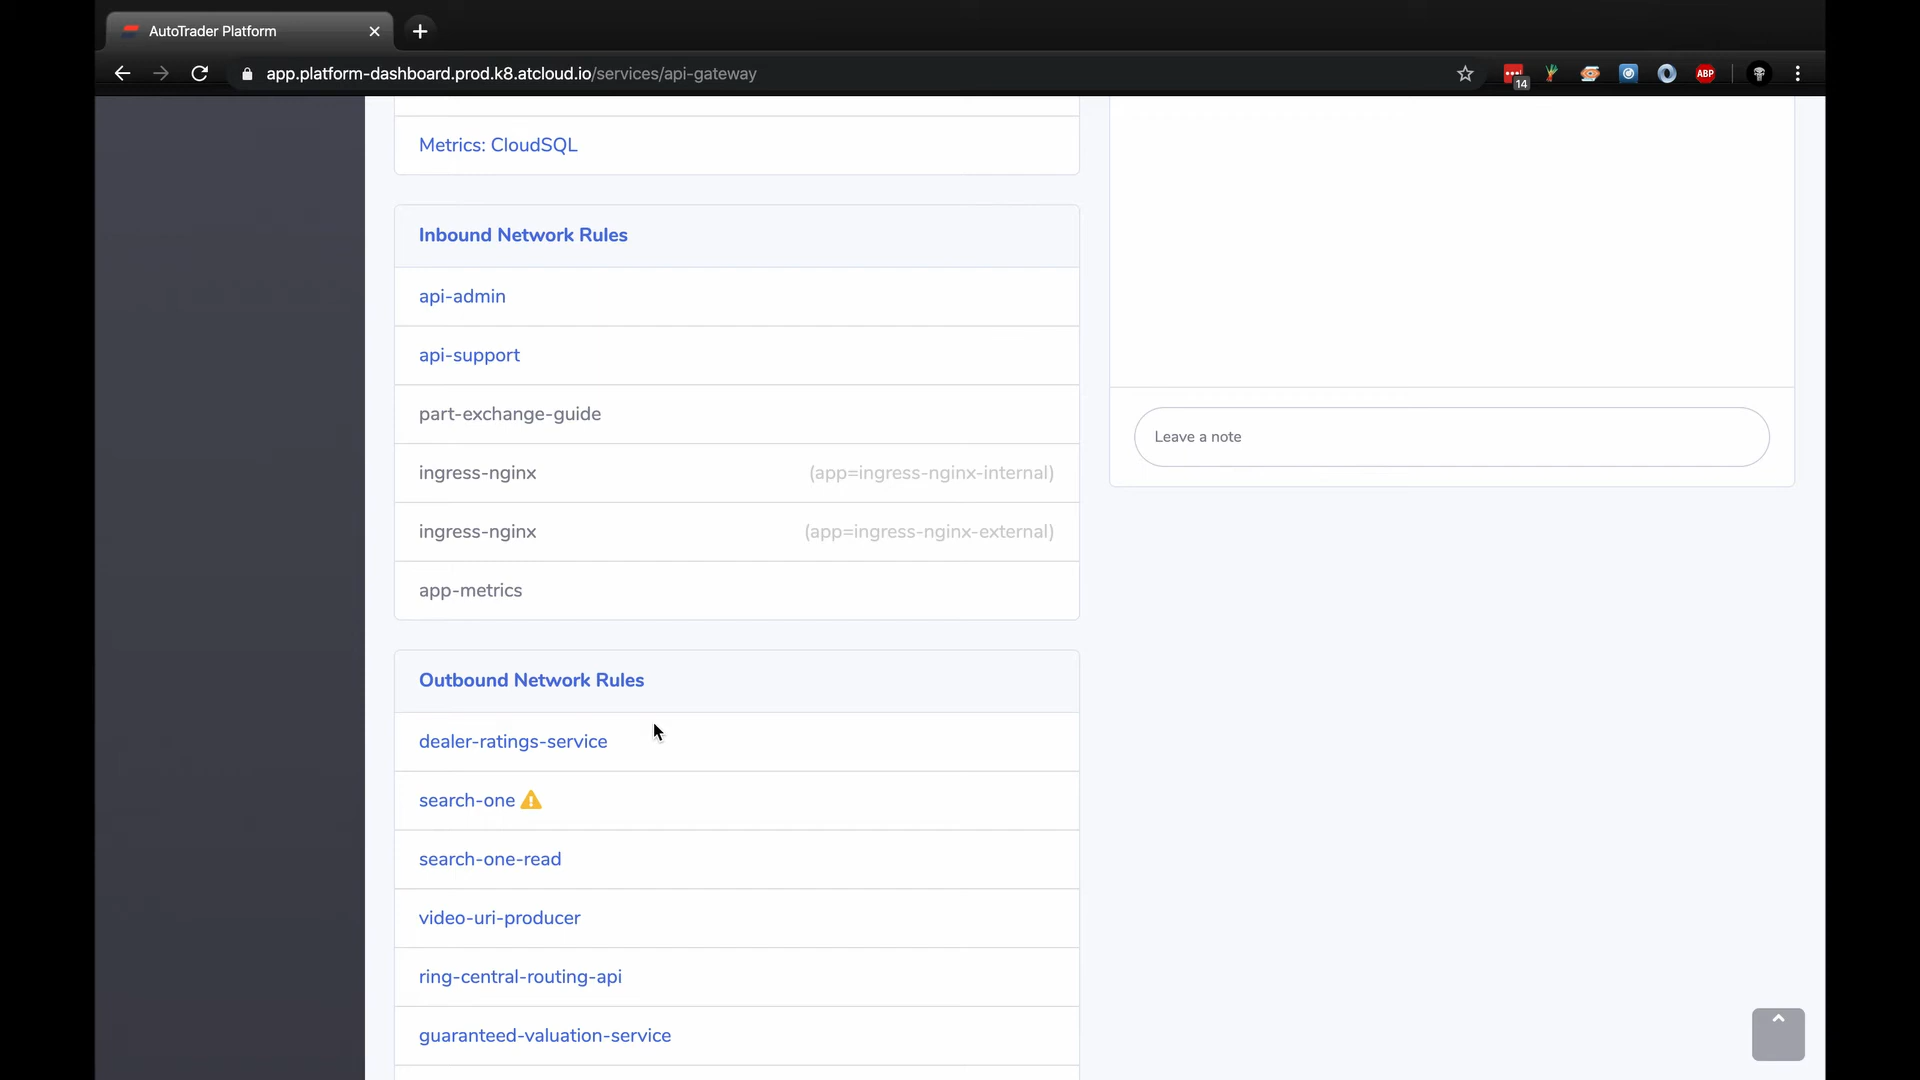 AutoTrader Platform
app.platform-dashboard.prod.k8.atcloud.io/services/api-gateway
14
ABP
Metrics: CloudSQL
Inbound Network Rules
api-admin
api-support
part-exchange-guide
ingress-nginx (app=ingress-nginx-internal)
ingress-nginx (app=ingress-nginx-external)
app-metrics
Leave a note
Outbound Network Rules
dealer-ratings-service
search-one
search-one-read
video-uri-producer
ring-central-routing-api
guaranteed-valuation-service